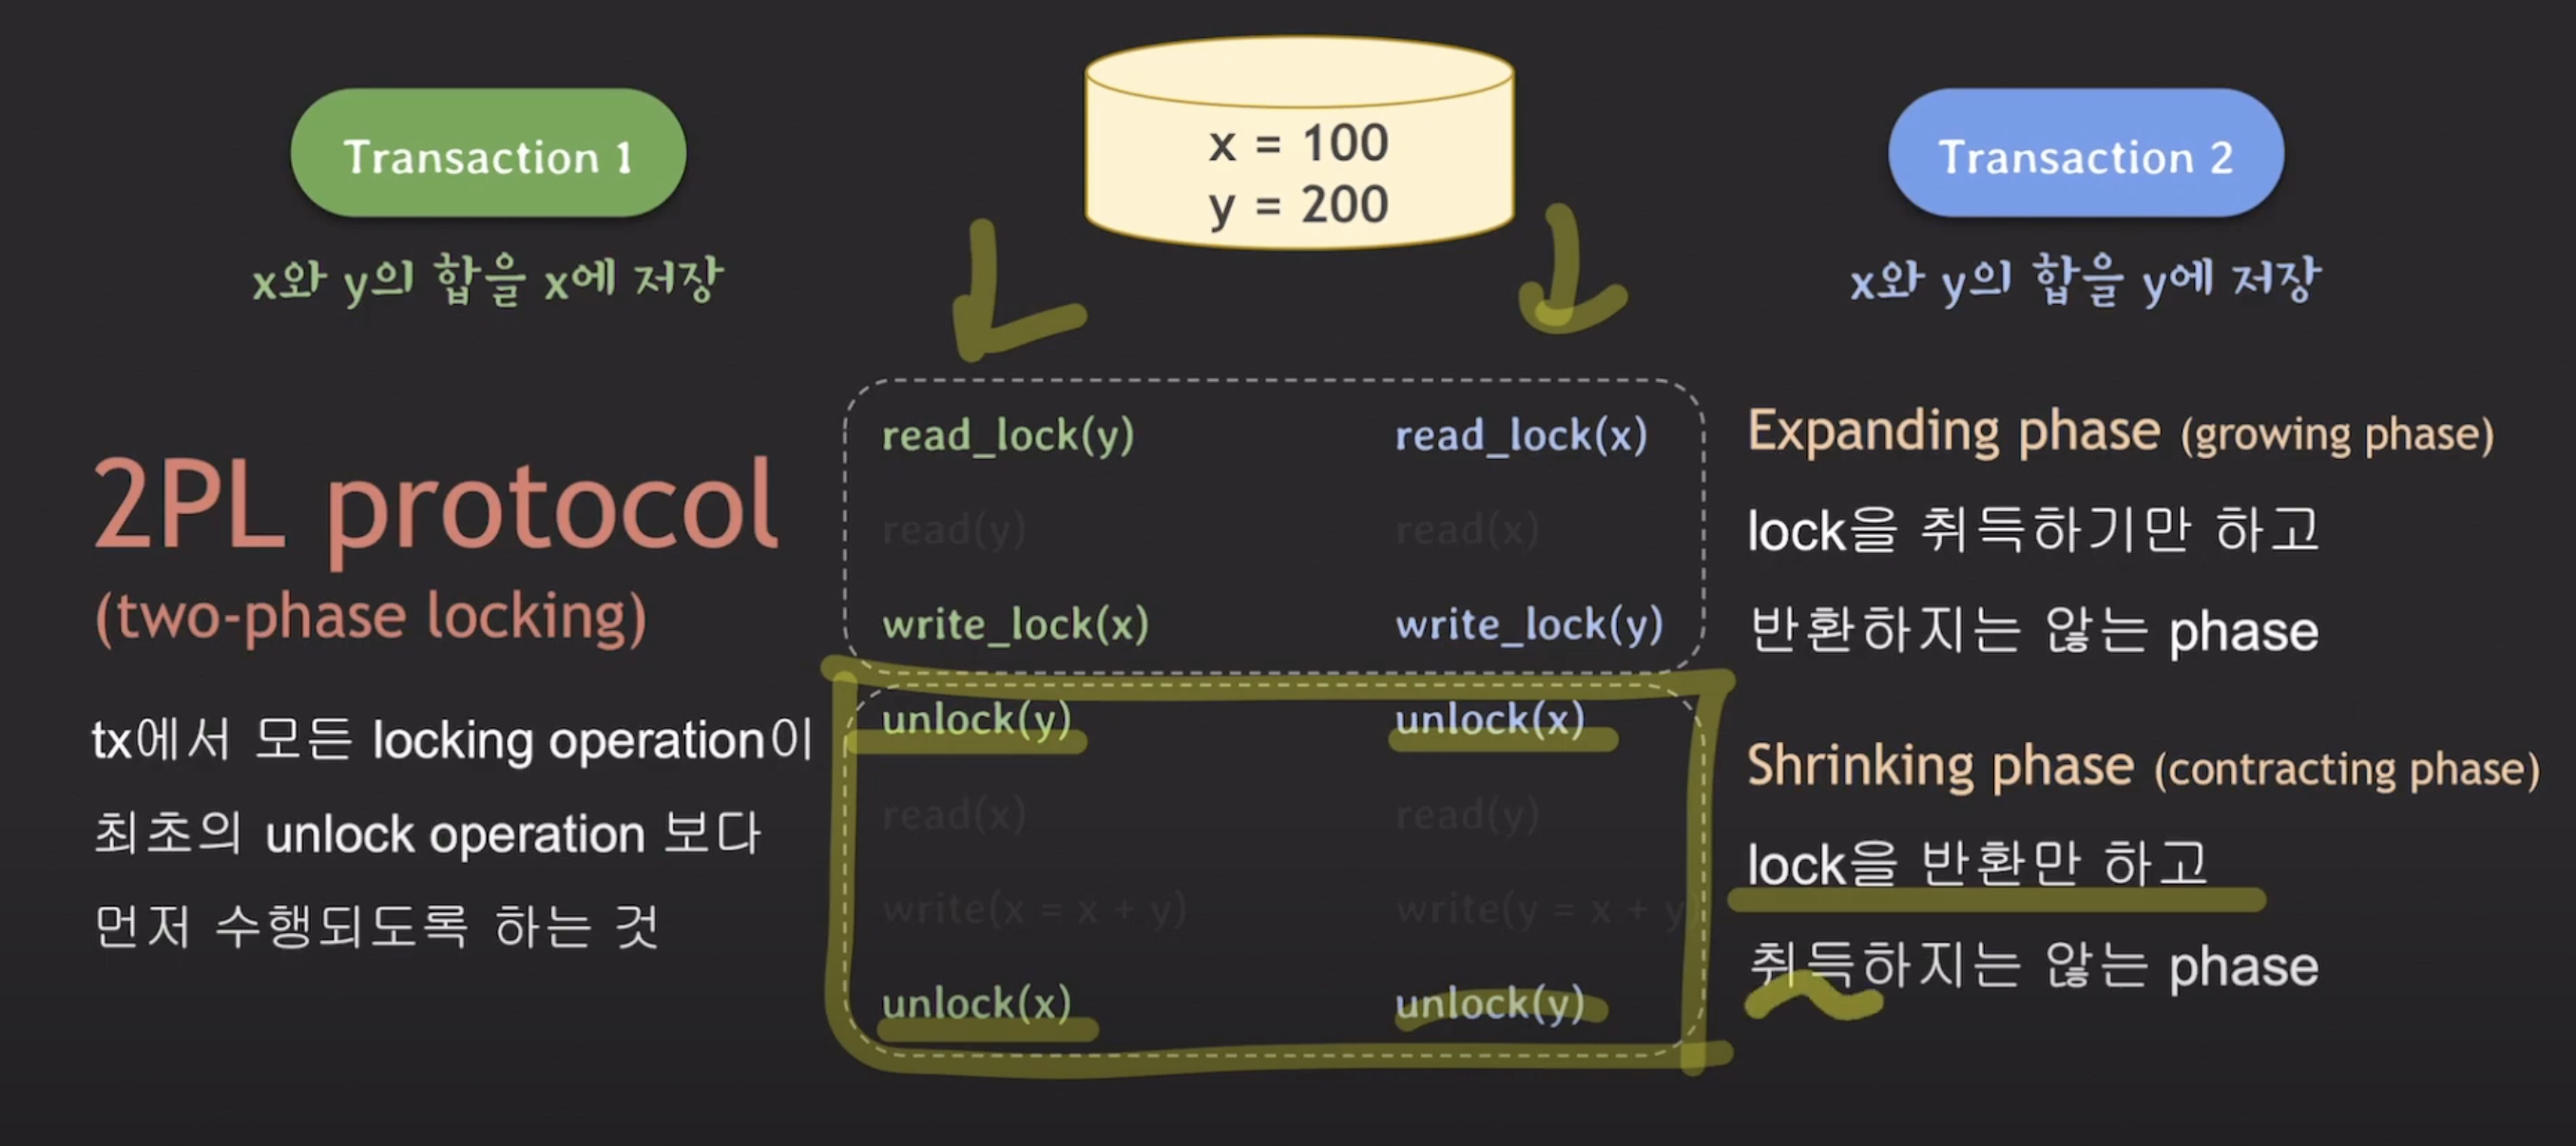 x = 100
y = 200
Transaction 1
x와 y의 합을 x에 저장
Transaction 2
x와 y의 합을 y에 저장
2PL protocol
(two-phase locking)
tx에서 모든 locking operation이
최초의 unlock operation 보다
먼저 수행되도록 하는 것
read_lock(y)
read(y)
write_lock(x)
unlock(y)
read(x)
write(x = x + y)
unlock(x)
read_lock(x)
read(x)
write_lock(y)
unlock(x)
read(y)
write(y = x + y)
unlock(y)
Expanding phase (growing phase)
lock을 취득하기만 하고
반환하지는 않는 phase
Shrinking phase (contracting phase)
lock을 반환만 하고
취득하지는 않는 phase